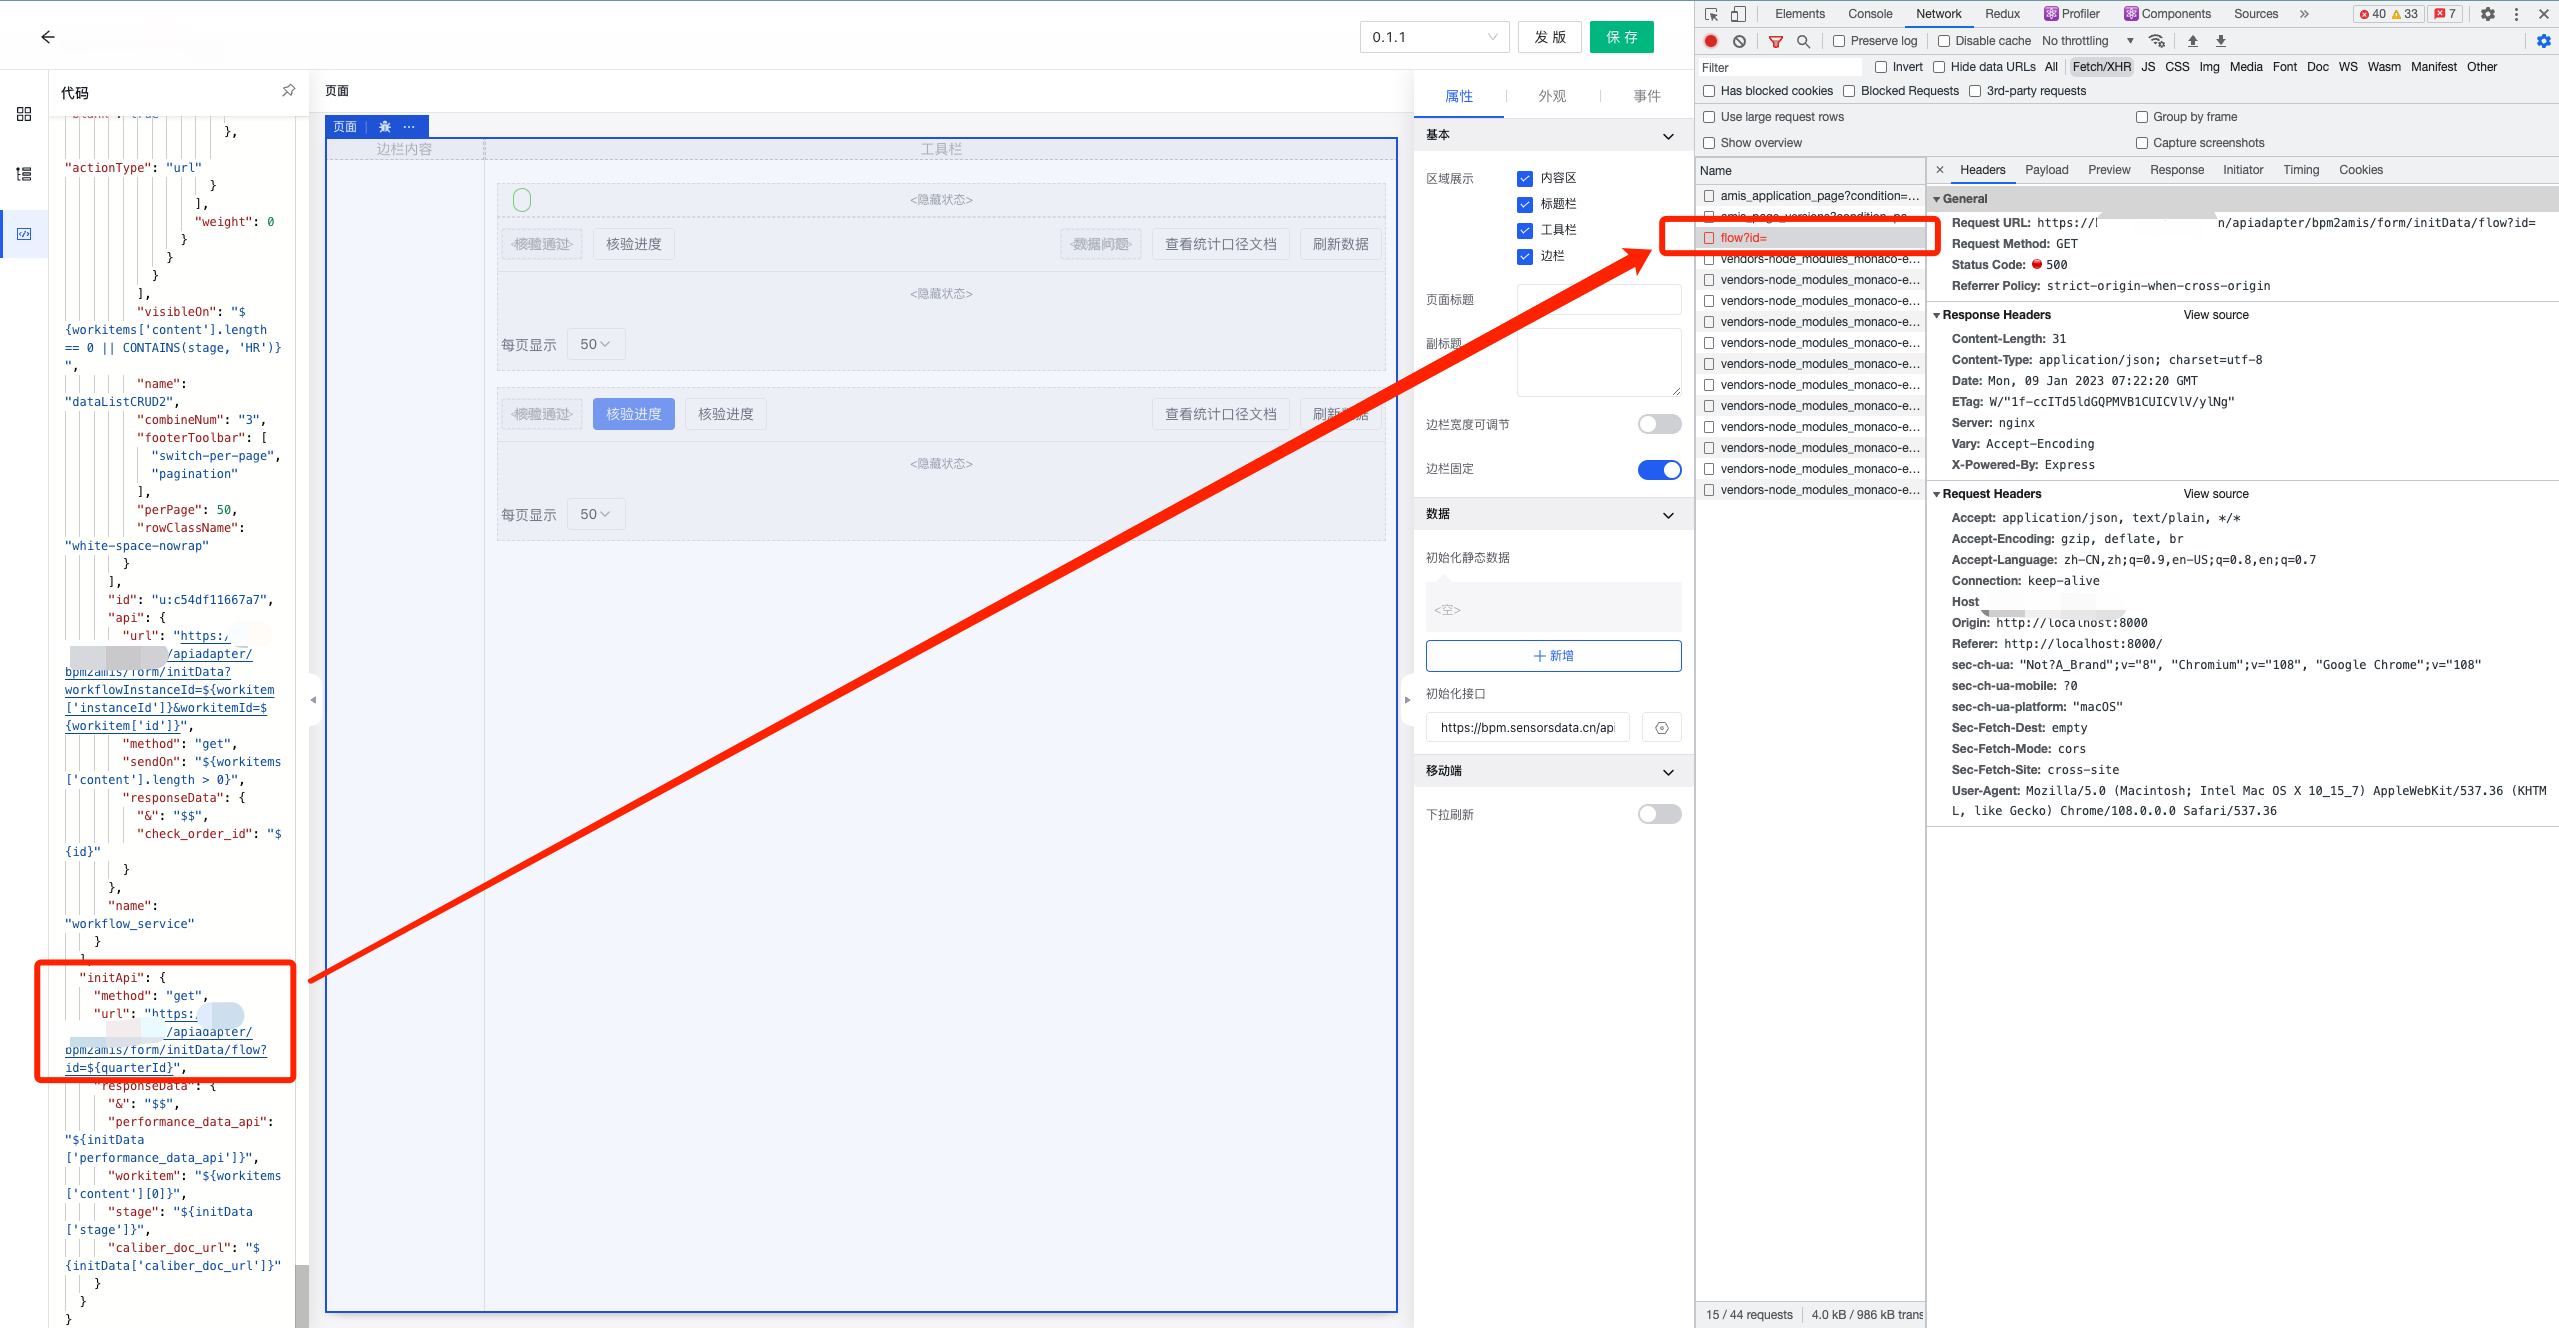 0.1.1
发 版
保 存
代码
"blank": true
},
"actionType": "url"
}
],
"weight": 0
}
}
}
],
"visibleOn": "$
{workitems['content'].length
== 0 || CONTAINS(stage, 'HR')}
",
"name":
"dataListCRUD2",
"combineNum": "3",
"footerToolbar": [
"switch-per-page",
"pagination"
],
"perPage": 50,
"rowClassName":
"white-space-nowrap"
}
],
"id": "u:c54df11667a7",
"api": {
"url": "https:/
/apiadapter/
bpm2amis/form/initData?
workflowInstanceId=${workitem
['instanceId']}&workitemId=$
{workitem['id']}",
"method": "get",
"sendOn": "${workitems
['content'].length > 0}",
"responseData": {
"&": "$$",
"check_order_id": "$
{id}"
}
},
"name":
"workflow_service"
}
],
"initApi": {
"method": "get",
"url": "https:
/apiadapter/
bpm2amis/form/initData/flow?
id=${quarterId}",
"responseData": {
"&": "$$",
"performance_data_api":
"${initData
['performance_data_api']}",
"workitem": "${workitems
['content'][0]}",
"stage": "${initData
['stage']}",
"caliber_doc_url": "$
{initData['caliber_doc_url']}"
}
}
}
页面
页面 | ...
边栏内容
工具栏
<隐藏状态>
<核验通过>
核验进度
<数据问题>
查看统计口径文档
刷新数据
<隐藏状态>
每页显示 50
<核验通过>
核验进度
核验进度
查看统计口径文档
刷新数据
<隐藏状态>
每页显示 50
属性
外观
事件
基本
区域展示
内容区
标题栏
工具栏
边栏
页面标题
副标题
边栏宽度可调节
边栏固定
数据
初始化静态数据
<空>
新增
初始化接口
https://bpm.sensorsdata.cn/api
移动端
下拉刷新
Elements
Console
Network
Redux
Profiler
Components
Sources
»
40
33
7
Preserve log
Disable cache
No throttling
Filter
Invert
Hide data URLs
All
Fetch/XHR
JS
CSS
Img
Media
Font
Doc
WS
Wasm
Manifest
Other
Has blocked cookies
Blocked Requests
3rd-party requests
Use large request rows
Group by frame
Show overview
Capture screenshots
Name
amis_application_page?condition=...
amis_page_versions?condition
flow?id=
vendors-node_modules_monaco-e...
vendors-node_modules_monaco-e...
vendors-node_modules_monaco-e...
vendors-node_modules_monaco-e...
vendors-node_modules_monaco-e...
vendors-node_modules_monaco-e...
vendors-node_modules_monaco-e...
vendors-node_modules_monaco-e...
vendors-node_modules_monaco-e...
vendors-node_modules_monaco-e...
vendors-node_modules_monaco-e...
vendors-node_modules_monaco-e...
15 / 44 requests
4.0 kB / 986 kB trans
Headers
Payload
Preview
Response
Initiator
Timing
Cookies
General
Request URL: https:// n/apiadapter/bpm2amis/form/initData/flow?id=
Request Method: GET
Status Code: 500
Referrer Policy: strict-origin-when-cross-origin
Response Headers
View source
Content-Length: 31
Content-Type: application/json; charset=utf-8
Date: Mon, 09 Jan 2023 07:22:20 GMT
ETag: W/"1f-ccITd5ldGQPMVB1CUICVlV/ylNg"
Server: nginx
Vary: Accept-Encoding
X-Powered-By: Express
Request Headers
View source
Accept: application/json, text/plain, */*
Accept-Encoding: gzip, deflate, br
Accept-Language: zh-CN,zh;q=0.9,en-US;q=0.8,en;q=0.7
Connection: keep-alive
Host
Origin: http://localhost:8000
Referer: http://localhost:8000/
sec-ch-ua: "Not?A_Brand";v="8", "Chromium";v="108", "Google Chrome";v="108"
sec-ch-ua-mobile: ?0
sec-ch-ua-platform: "macOS"
Sec-Fetch-Dest: empty
Sec-Fetch-Mode: cors
Sec-Fetch-Site: cross-site
User-Agent: Mozilla/5.0 (Macintosh; Intel Mac OS X 10_15_7) AppleWebKit/537.36 (KHTM
L, like Gecko) Chrome/108.0.0.0 Safari/537.36